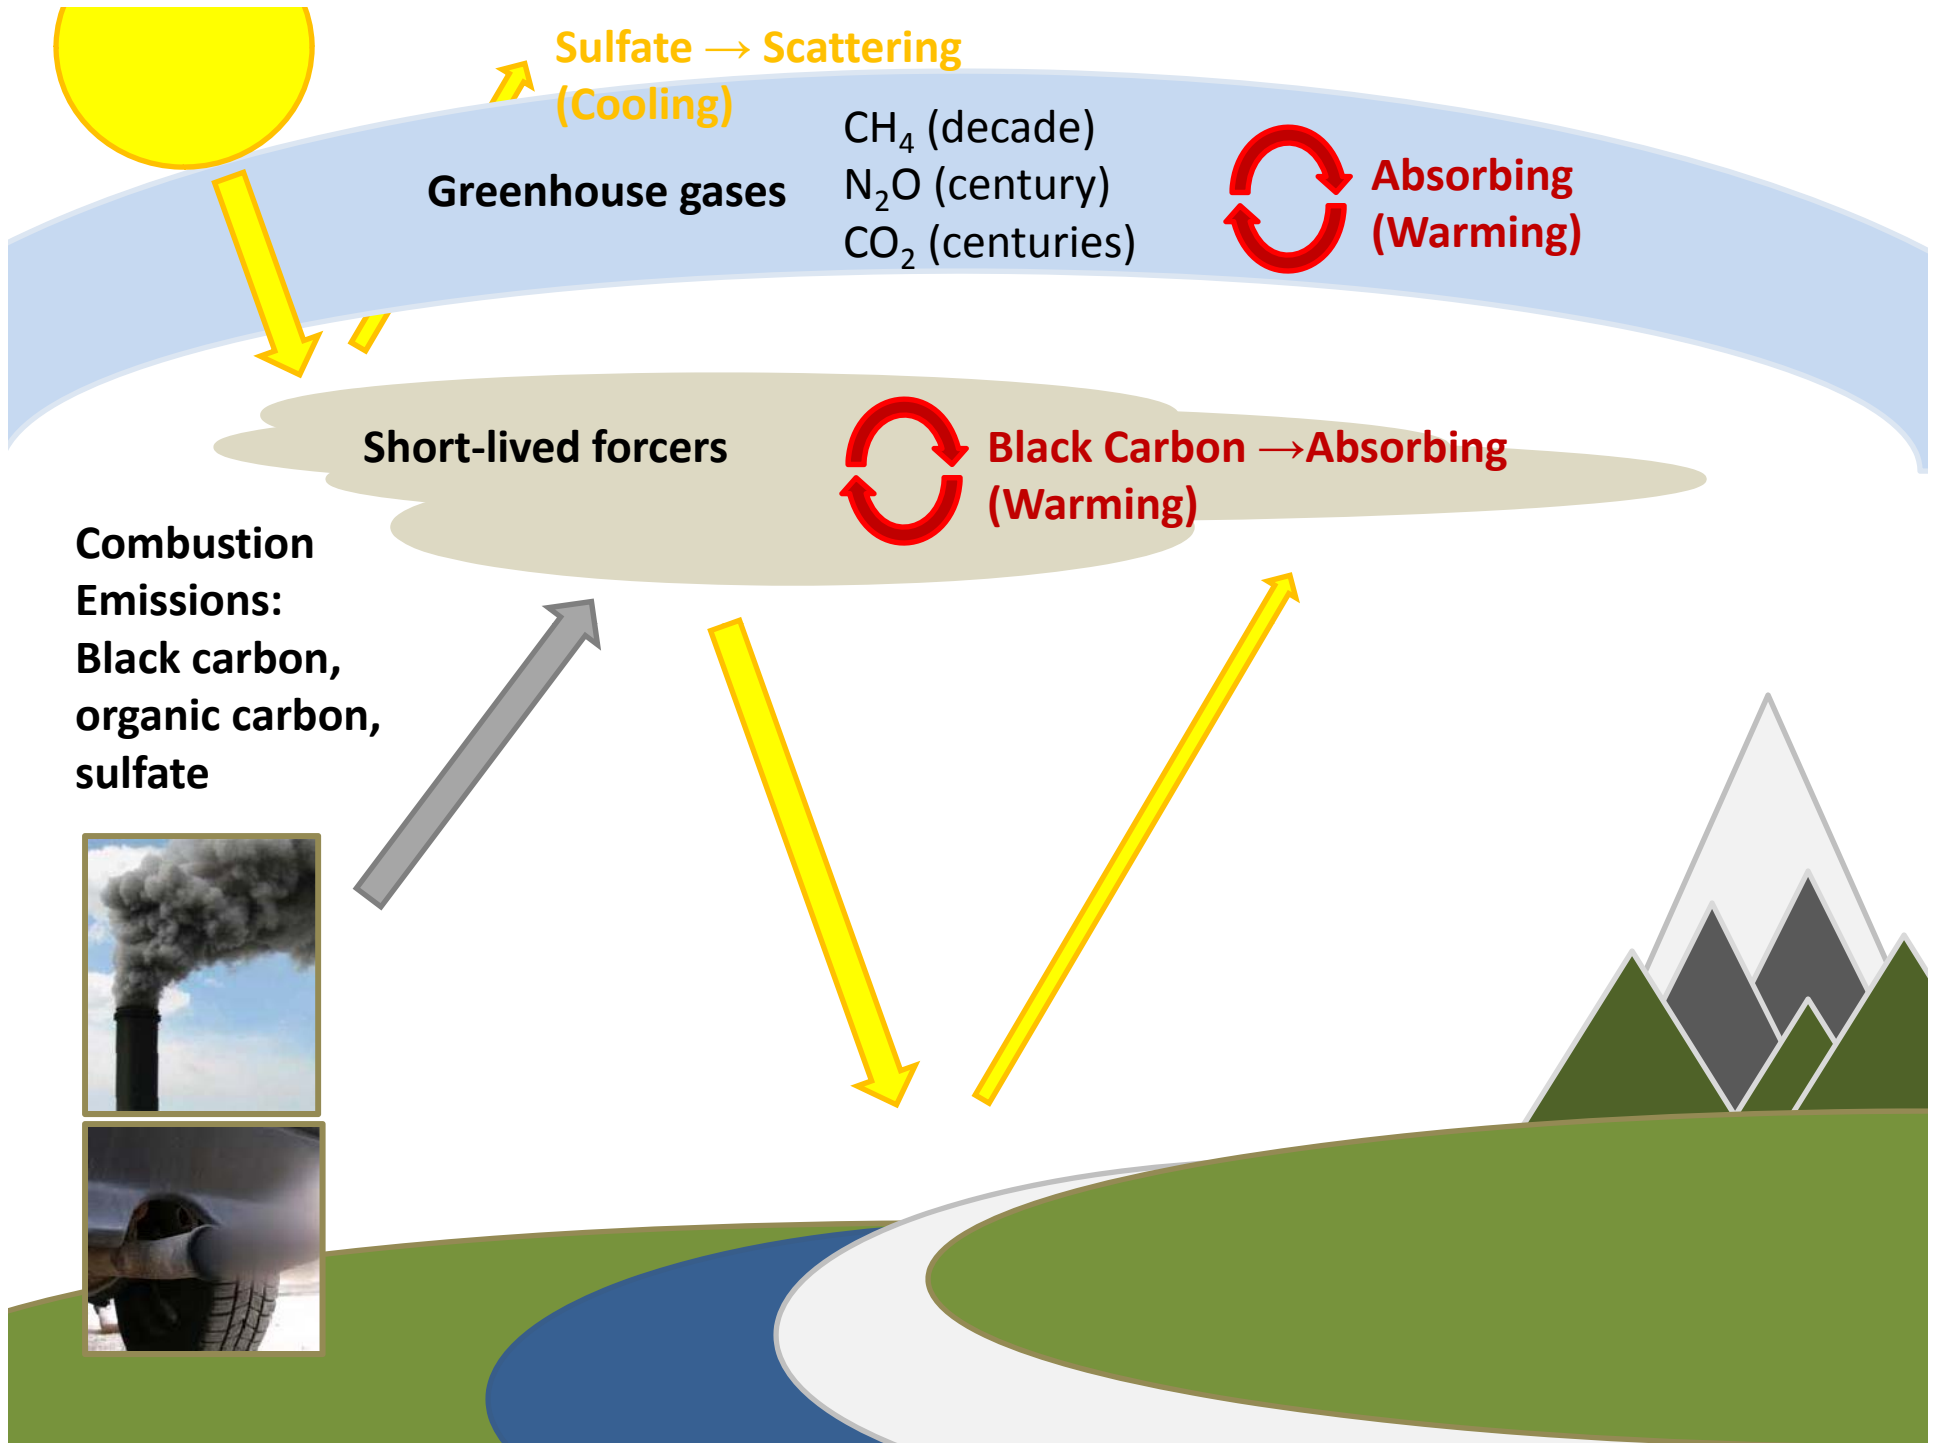 Sulfate → Scattering
(Cooling)
Greenhouse gases
CH₄ (decade)
N₂O (century)
CO₂ (centuries)
Absorbing
(Warming)
Short-lived forcers
Black Carbon →Absorbing
(Warming)
Combustion
Emissions:
Black carbon,
organic carbon,
sulfate